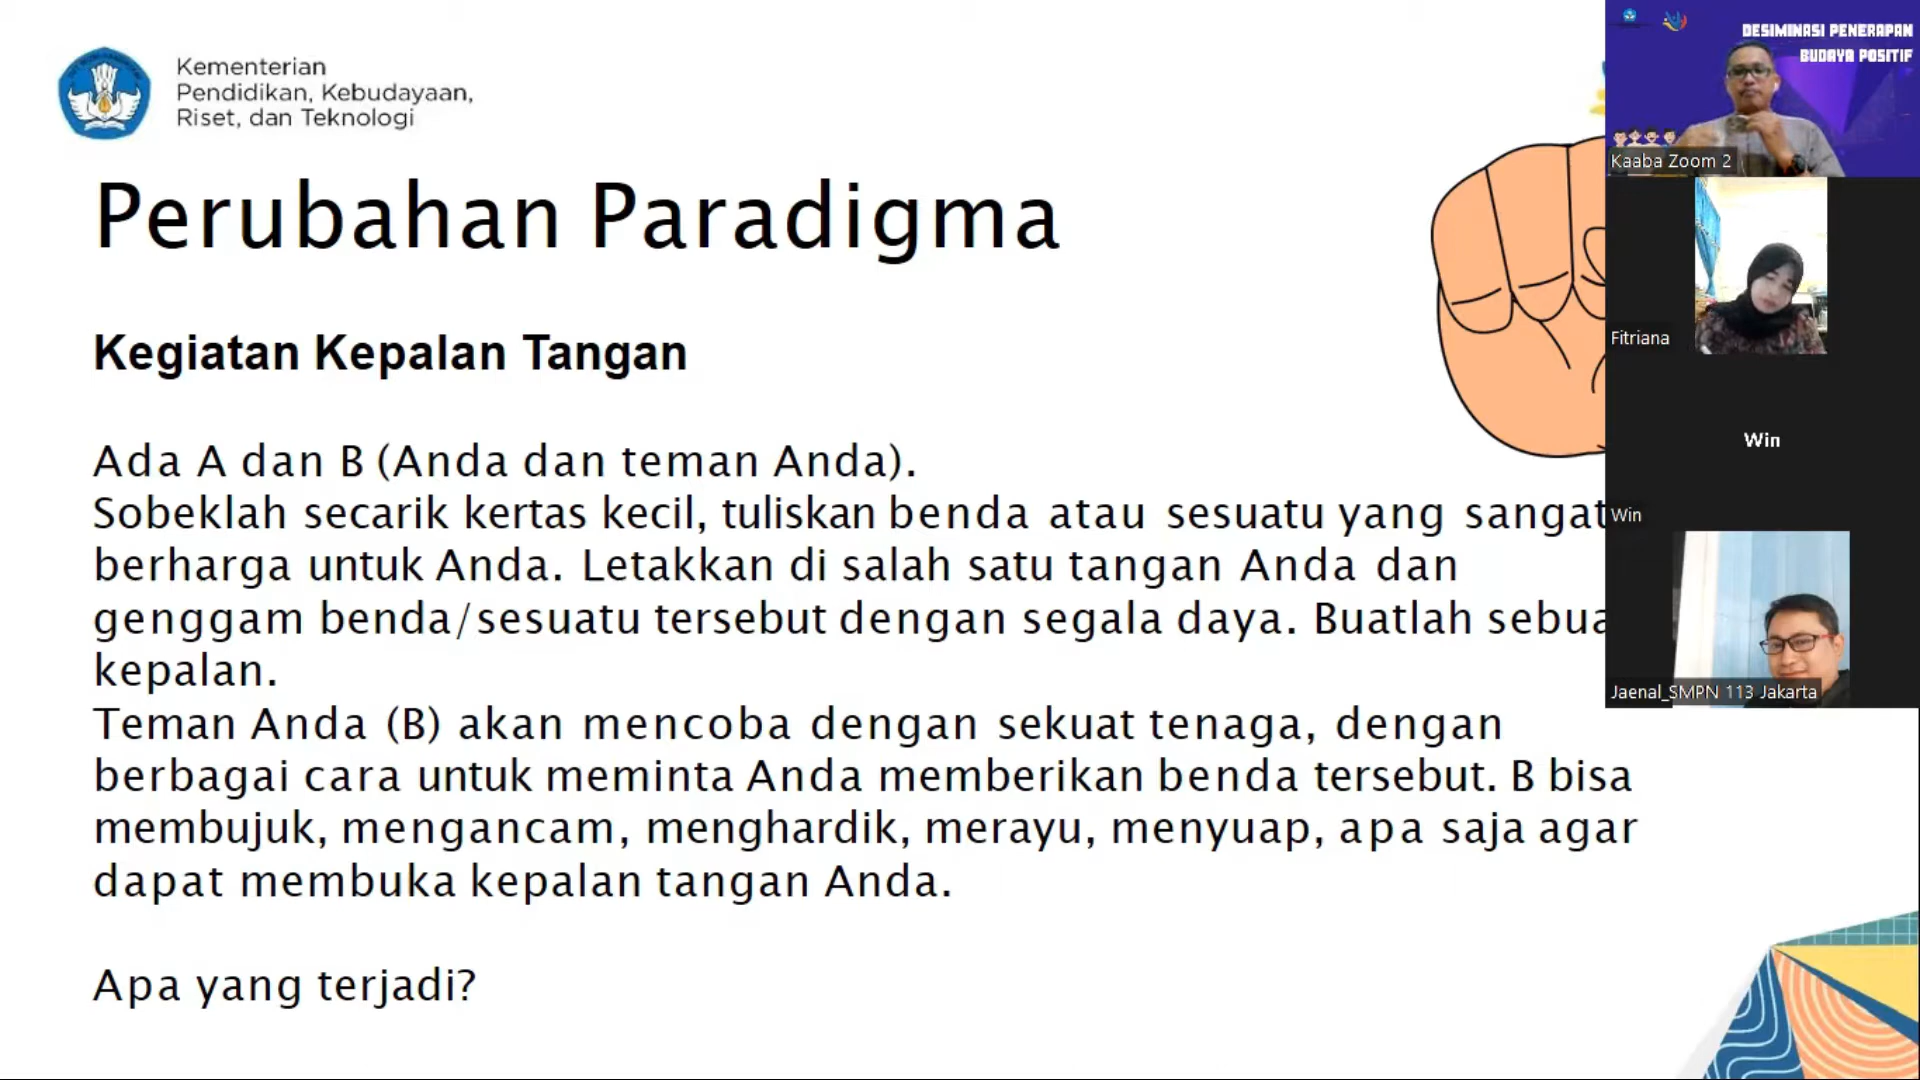 Kementerian
Pendidikan, Kebudayaan,
Riset, dan Teknologi
Perubahan Paradigma
Kegiatan Kepalan Tangan
Ada A dan B (Anda dan teman Anda).
Sobeklah secarik kertas kecil, tuliskan benda atau sesuatu yang sangat
berharga untuk Anda. Letakkan di salah satu tangan Anda dan
genggam benda/sesuatu tersebut dengan segala daya. Buatlah sebua
kepalan.
Teman Anda (B) akan mencoba dengan sekuat tenaga, dengan
berbagai cara untuk meminta Anda memberikan benda tersebut. B bisa
membujuk, mengancam, menghardik, merayu, menyuap, apa saja agar
dapat membuka kepalan tangan Anda.
Apa yang terjadi?
DESIMINASI PENERAPAN
BUDAYA POSITIF
Kaaba Zoom 2
Fitriana
Win
Win
Jaenal_SMPN 113 Jakarta